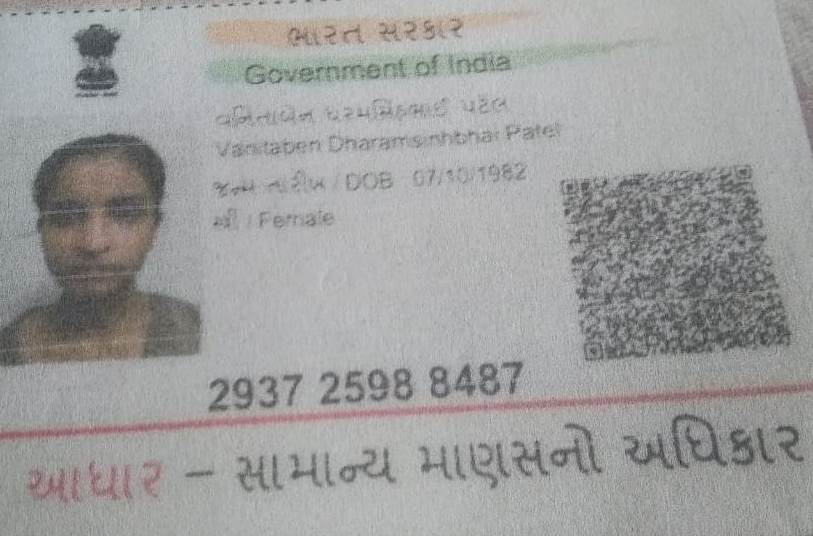 ભારત સરકાર
Government of India
વનિતાબેન ધરમસિંહભાઈ પટેલ
Vanitaben Dharamsinhbhai Patel
જન્મ તારીખ / DOB 07/10/1982
સ્ત્રી / Female
2937 2598 8487
આધાર – સામાન્ય માણસનો અધિકાર